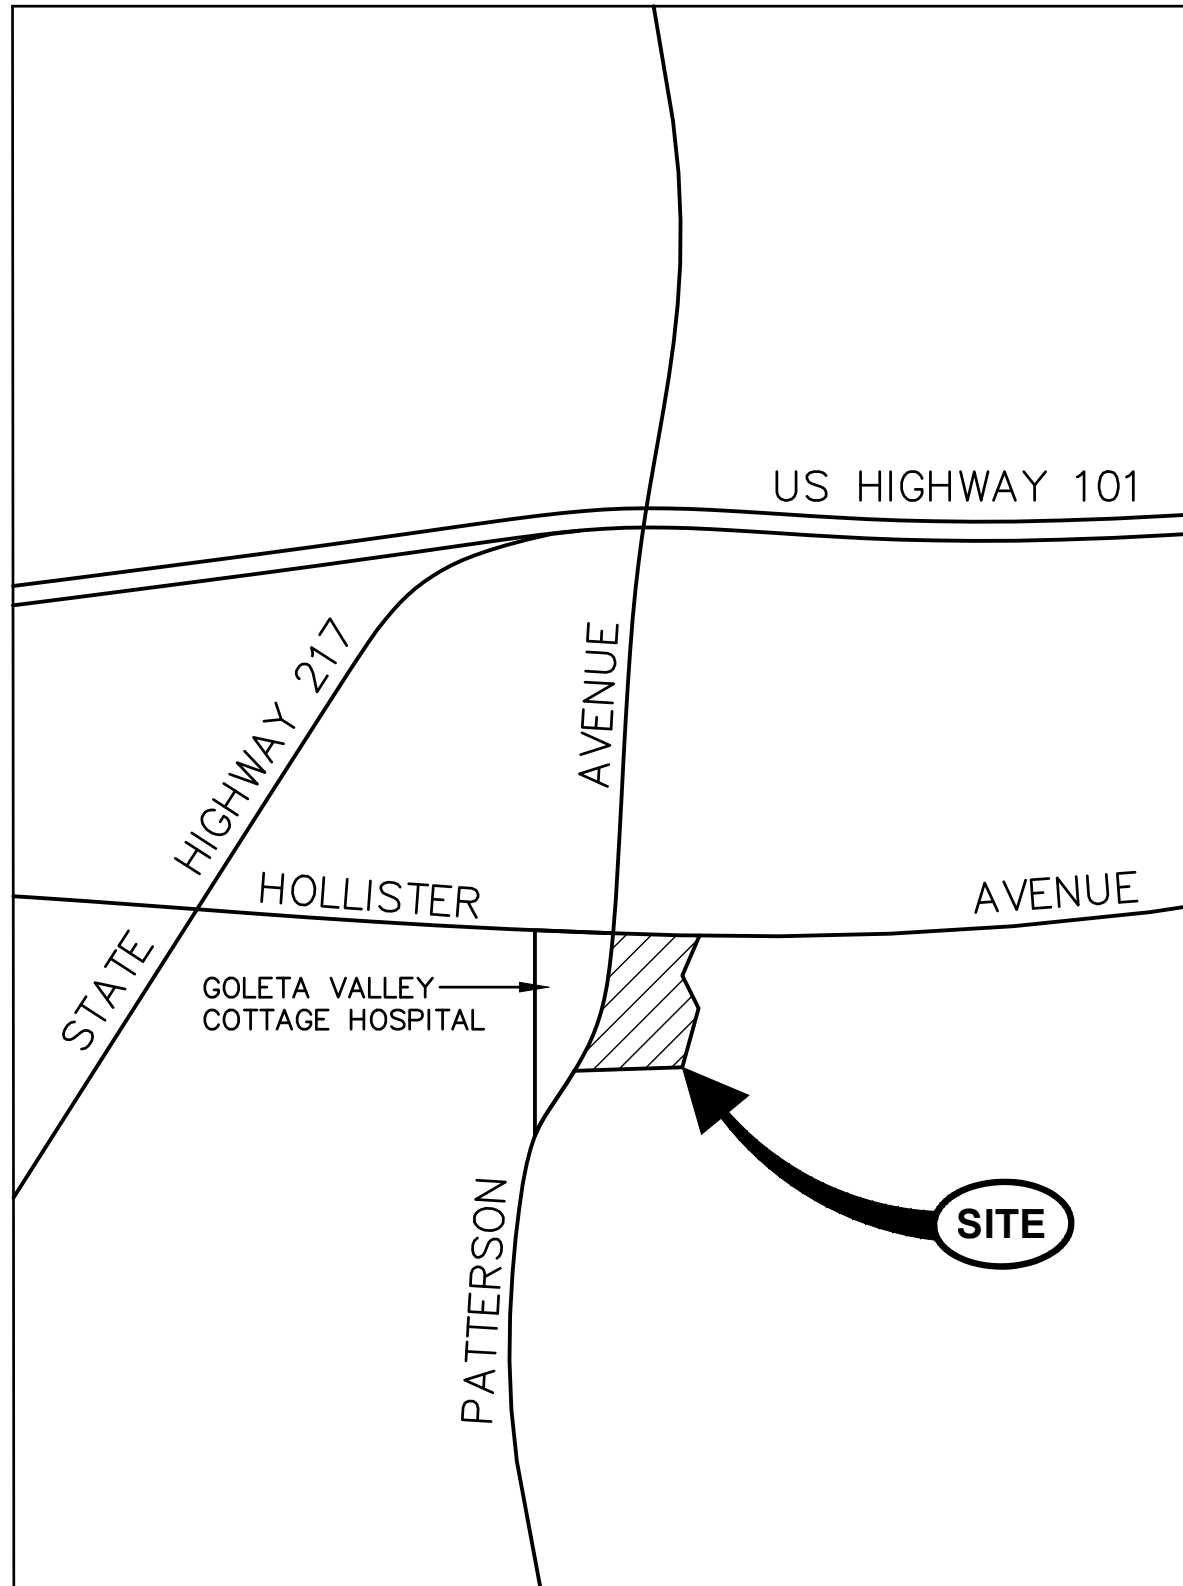 US HIGHWAY 101
STATE HIGHWAY 217
PATTERSON AVENUE
HOLLISTER AVENUE
GOLETA VALLEY
COTTAGE HOSPITAL
SITE